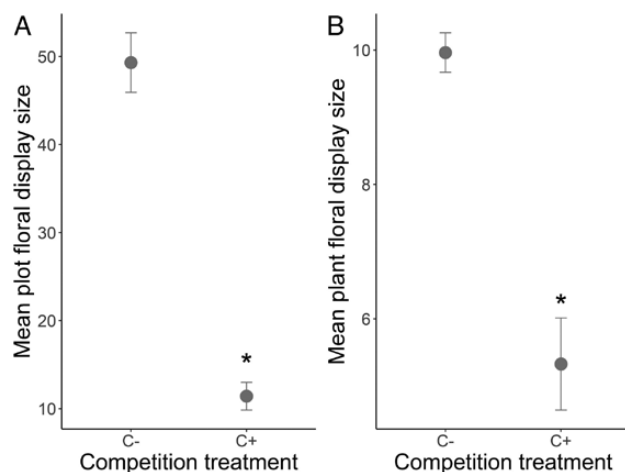 A
Mean plot floral display size
50
40
30
20
10
*
C-
C+
Competition treatment
B
Mean plant floral display size
10
8
6
*
C-
C+
Competition treatment